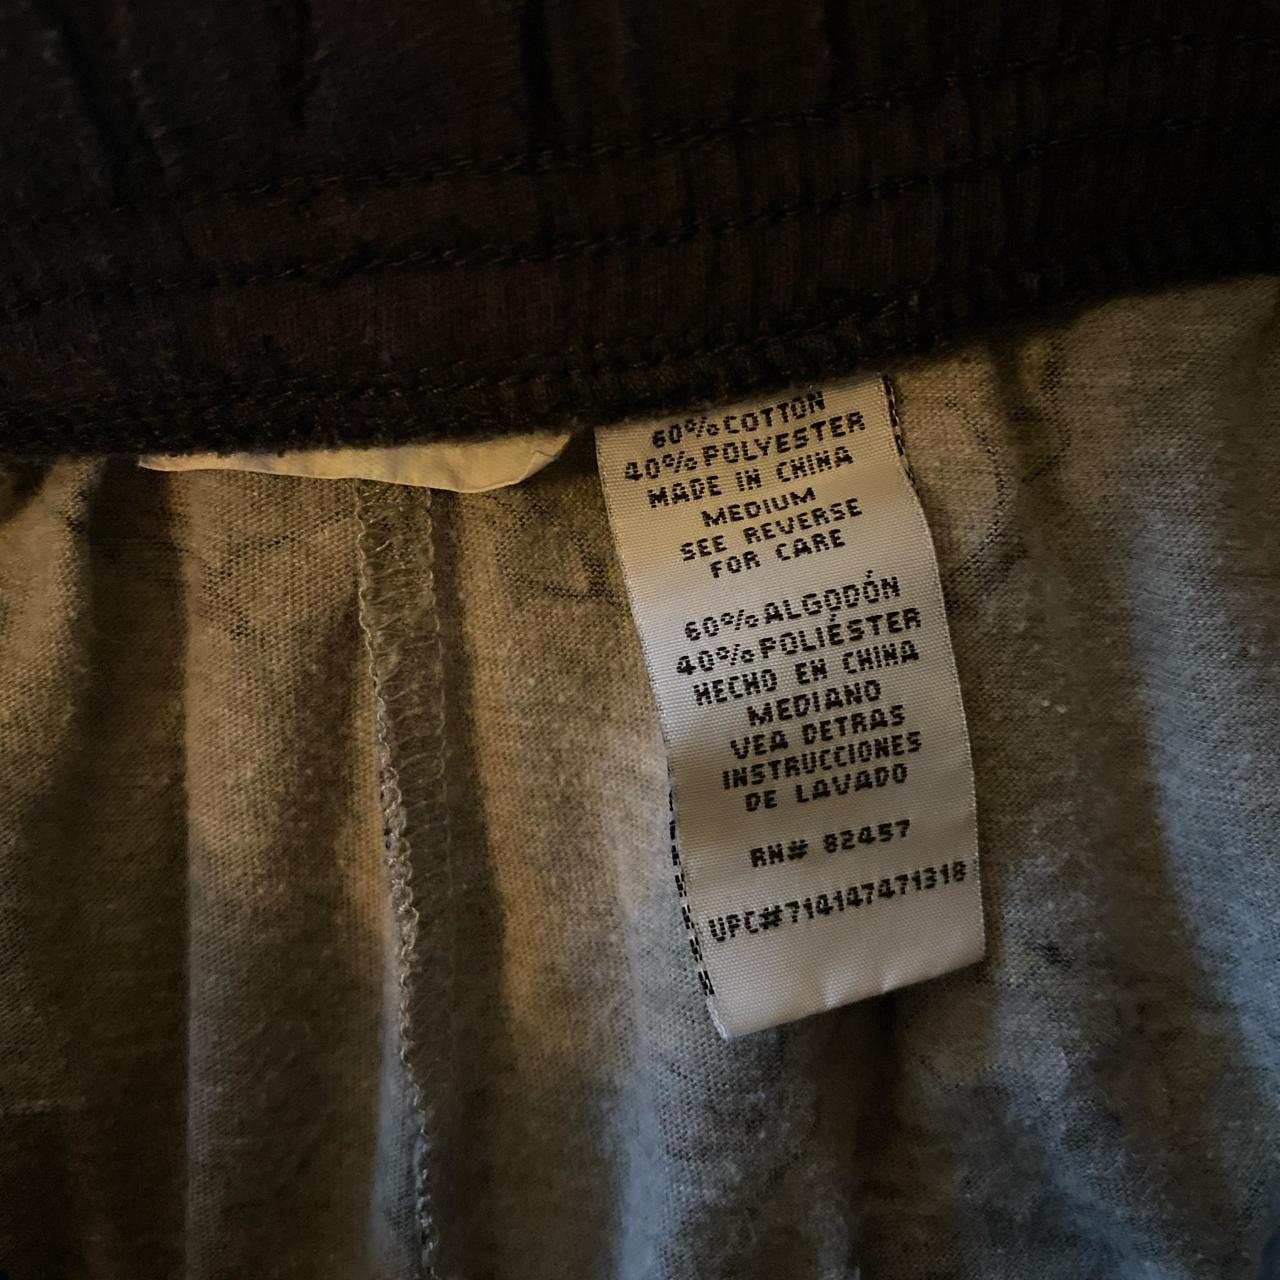 60% COTTON
40% POLYESTER
MADE IN CHINA
MEDIUM
SEE REVERSE
FOR CARE
60% ALGODÓN
40% POLIÉSTER
HECHO EN CHINA
MEDIANO
VEA DETRAS
INSTRUCCIONES
DE LAVADO
RN# 82457
UPC#714147471318